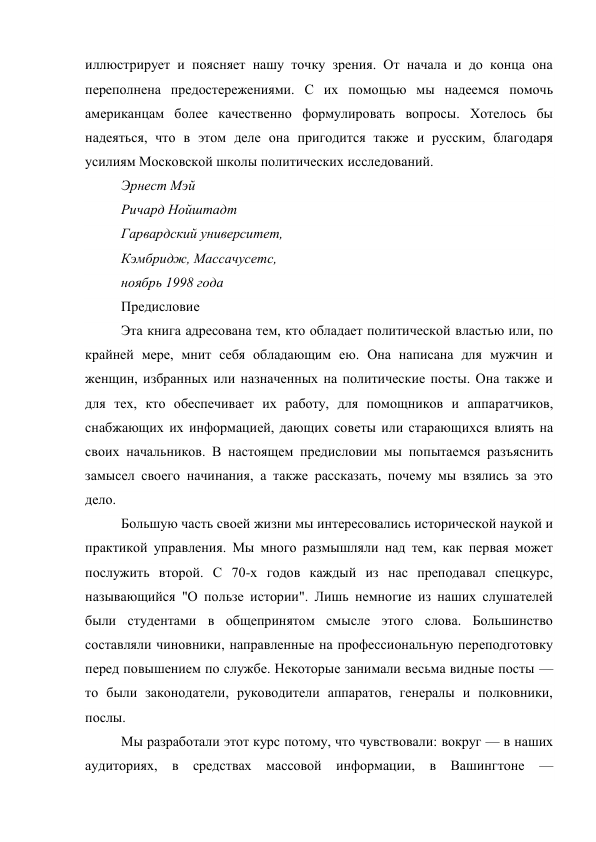 иллюстрирует и поясняет нашу точку зрения. От начала и до конца она
переполнена предостережениями. С их помощью мы надеемся помочь
американцам более качественно формулировать вопросы. Хотелось бы
надеяться, что в этом деле она пригодится также и русским, благодаря
усилиям Московской школы политических исследований.
Эрнест Мэй
Ричард Нойштадт
Гарвардский университет,
Кэмбридж, Массачусетс,
ноябрь 1998 года
Предисловие
Эта книга адресована тем, кто обладает политической властью или, по
крайней мере, мнит себя обладающим ею. Она написана для мужчин и
женщин, избранных или назначенных на политические посты. Она также и
для тех, кто обеспечивает их работу, для помощников и аппаратчиков,
снабжающих их информацией, дающих советы или старающихся влиять на
своих начальников. В настоящем предисловии мы попытаемся разъяснить
замысел своего начинания, а также рассказать, почему мы взялись за это
дело.
Большую часть своей жизни мы интересовались исторической наукой и
практикой управления. Мы много размышляли над тем, как первая может
послужить второй. С 70-х годов каждый из нас преподавал спецкурс,
называющийся "О пользе истории". Лишь немногие из наших слушателей
были студентами в общепринятом смысле этого слова. Большинство
составляли чиновники, направленные на профессиональную переподготовку
перед повышением по службе. Некоторые занимали весьма видные посты —
то были законодатели, руководители аппаратов, генералы и полковники,
послы.
Мы разработали этот курс потому, что чувствовали: вокруг — в наших
аудиториях, в средствах массовой информации, в Вашингтоне —